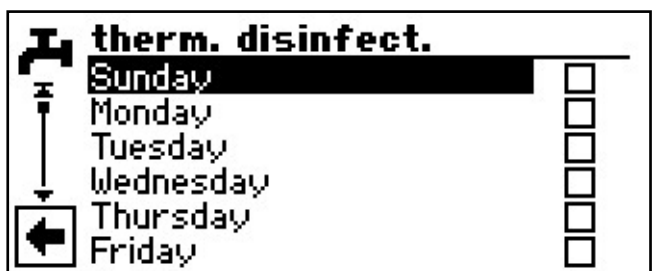 therm. disinfect.
Sunday
Monday
Tuesday
Wednesday
Thursday
Friday